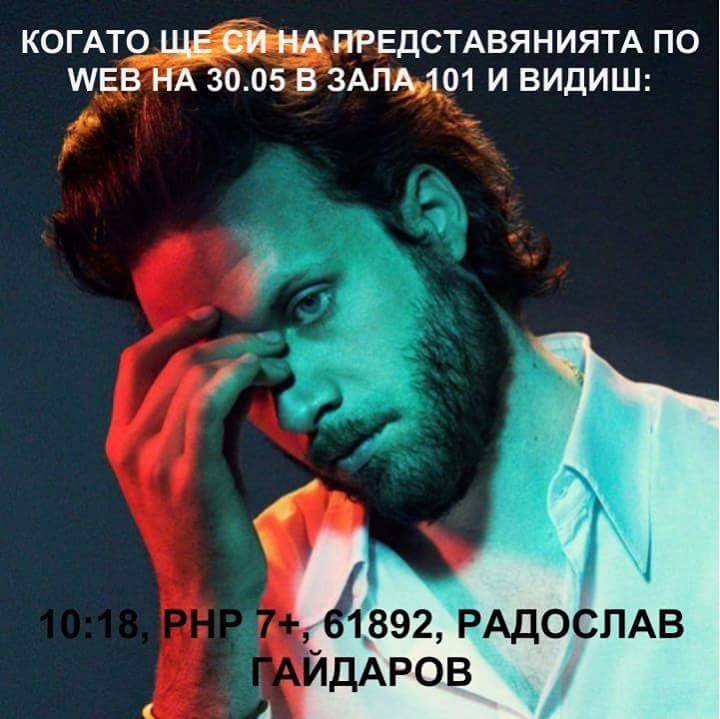 КОГАТО ЩЕ СИ НА ПРЕДСТАВЯНИЯТА ПО
WEB НА 30.05 В ЗАЛА 101 И ВИДИШ:
10:18, PHP 7+, 61892, РАДОСЛАВ
ГАЙДАРОВ